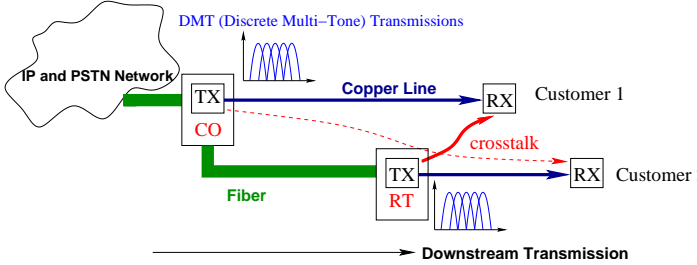 DMT (Discrete Multi−Tone) Transmissions
IP and PSTN Network
TX
Copper Line
RX
Customer 1
CO
crosstalk
TX
RX
Customer
RT
Fiber
Downstream Transmission